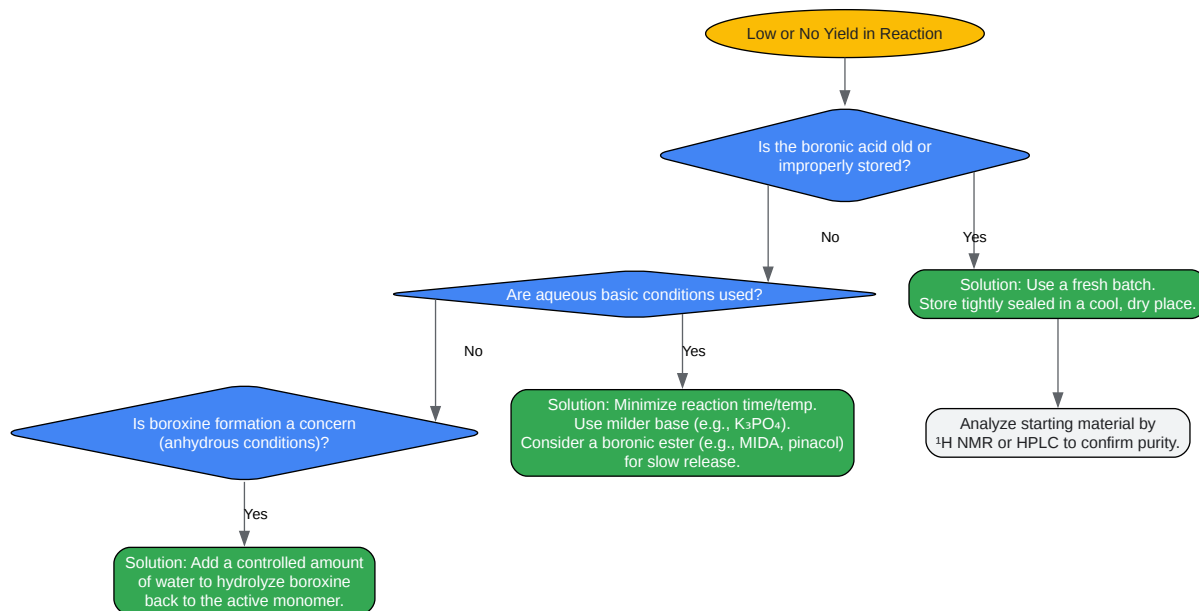 Low or No Yield in Reaction
Is the boronic acid old or
improperly stored?
No
Yes
Are aqueous basic conditions used?
Solution: Use a fresh batch.
Store tightly sealed in a cool, dry place.
No
Yes
Is boroxine formation a concern
(anhydrous conditions)?
Solution: Minimize reaction time/temp.
Use milder base (e.g., K₃PO₄).
Consider a boronic ester (e.g., MIDA, pinacol)
for slow release.
Analyze starting material by
¹H NMR or HPLC to confirm purity.
Yes
Solution: Add a controlled amount
of water to hydrolyze boroxine
back to the active monomer.